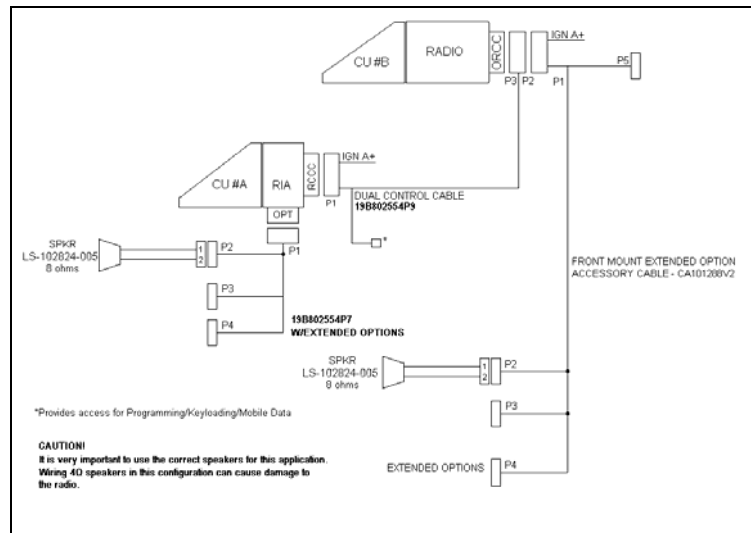 CU #B
RADIO
ORCC
IGN A+
P3
P2
P1
P5
CU #A
RIA
RCCC
IGN A+
P1
OPT
DUAL CONTROL CABLE
19B802554P9
*
P1
SPKR
LS-102824-005
8 ohms
1
2
P2
P3
P4
19B802554P7
W/EXTENDED OPTIONS
FRONT MOUNT EXTENDED OPTION
ACCESSORY CABLE - CA101288V2
SPKR
LS-102824-005
8 ohms
1
2
P2
P3
EXTENDED OPTIONS
P4
*Provides access for Programming/Keyloading/Mobile Data
CAUTION!
It is very important to use the correct speakers for this application.
Wiring 4Ω speakers in this configuration can cause damage to
the radio.